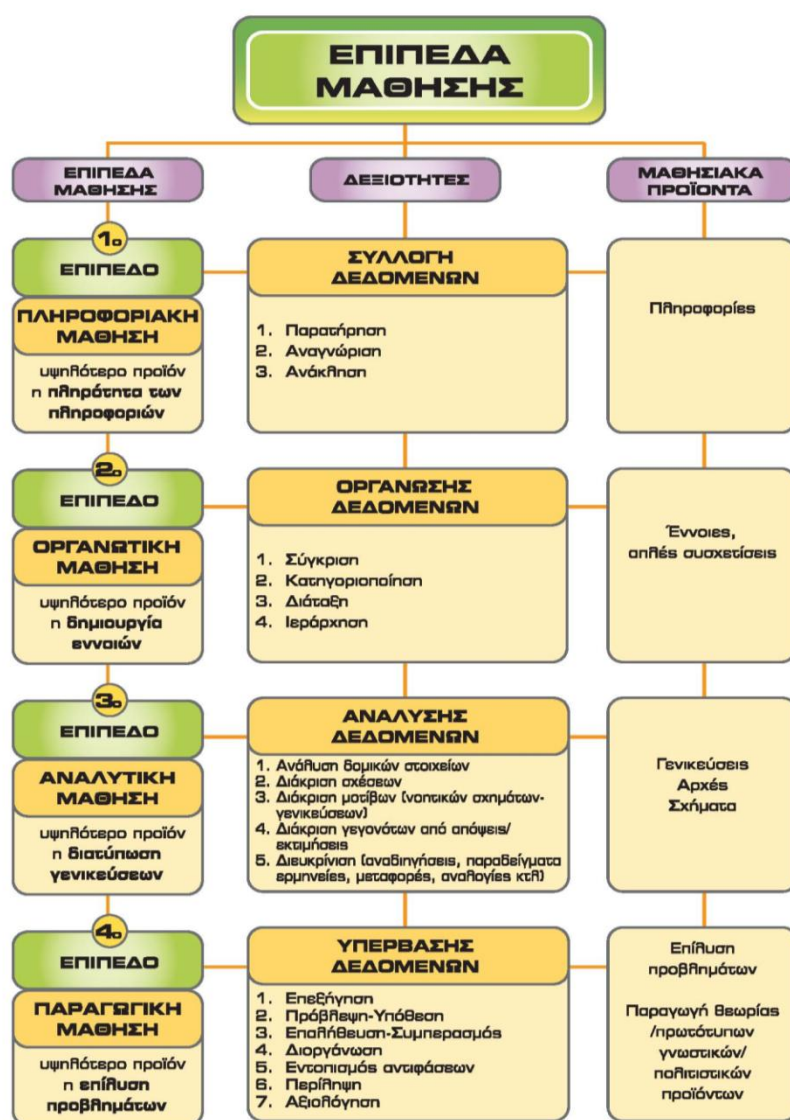 ΕΠΙΠΕΔΑ
ΜΑΘΗΣΗΣ
ΕΠΙΠΕΔΑ
ΜΑΘΗΣΗΣ
ΔΕΞΙΟΤΗΤΕΣ
ΜΑΘΗΣΙΑΚΑ
ΠΡΟΪΟΝΤΑ
1ο
ΕΠΙΠΕΔΟ
ΠΛΗΡΟΦΟΡΙΑΚΗ
ΜΑΘΗΣΗ
υψηλότερο προϊόν
η πληρότητα των
πληροφοριών
ΣΥΛΛΟΓΗ
ΔΕΔΟΜΕΝΩΝ
1. Παρατήρηση
2. Αναγνώριση
3. Ανάκληση
Πληροφορίες
2ο
ΕΠΙΠΕΔΟ
ΟΡΓΑΝΩΤΙΚΗ
ΜΑΘΗΣΗ
υψηλότερο προϊόν
η δημιουργία
εννοιών
ΟΡΓΑΝΩΣΗΣ
ΔΕΔΟΜΕΝΩΝ
1. Σύγκριση
2. Κατηγοριοποίηση
3. Διάταξη
4. Ιεράρχηση
Έννοιες,
απλές συσχετίσεις
3ο
ΕΠΙΠΕΔΟ
ΑΝΑΛΥΤΙΚΗ
ΜΑΘΗΣΗ
υψηλότερο προϊόν
η διατύπωση
γενικεύσεων
ΑΝΑΛΥΣΗΣ
ΔΕΔΟΜΕΝΩΝ
1. Ανάλυση δομικών στοιχείων
2. Διάκριση σχέσεων
3. Διάκριση μοτίβων (νοητικών σχημάτων-
γενικεύσεων)
4. Διάκριση γεγονότων από απόψεις/
εκτιμήσεις
5. Διευκρίνιση (αναδιηγήσεις, παραδείγματα
ερμηνείες, μεταφορές, αναλογίες κτλ)
Γενικεύσεις
Αρχές
Σχήματα
4ο
ΕΠΙΠΕΔΟ
ΠΑΡΑΓΩΓΙΚΗ
ΜΑΘΗΣΗ
υψηλότερο προϊόν
η επίλυση
προβλημάτων
ΥΠΕΡΒΑΣΗΣ
ΔΕΔΟΜΕΝΩΝ
1. Επεξήγηση
2. Πρόβλεψη-Υπόθεση
3. Επαλήθευση-Συμπερασμός
4. Διοργάνωση
5. Εντοπισμός αντιφάσεων
6. Περίληψη
7. Αξιολόγηση
Επίλυση
προβλημάτων
Παραγωγή θεωρίας
/πρωτότυπων
γνωστικών/
πολιτιστικών
προϊόντων